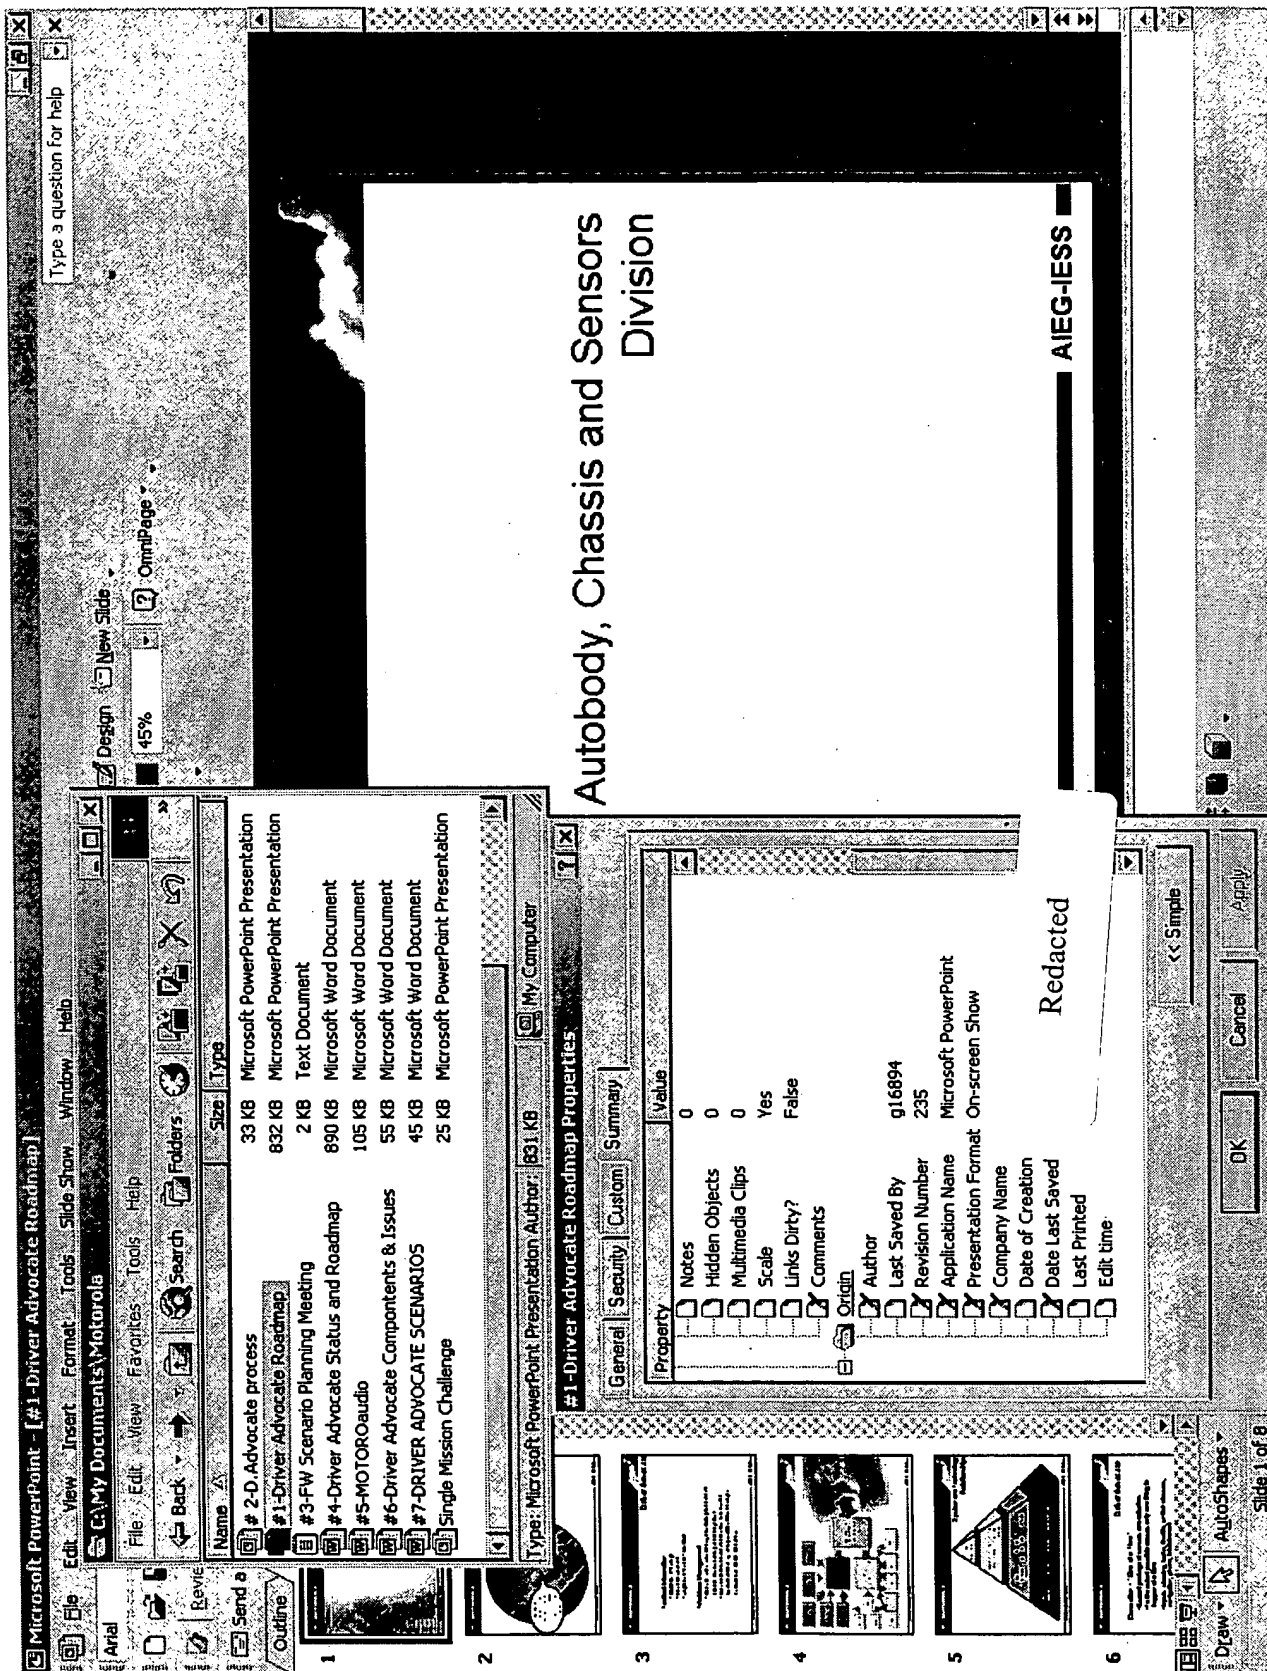 Microsoft PowerPoint - [#1-Driver Advocate Roadmap]
File Edit View Insert Format Tools Slide Show Window Help
Type a question for help
Arial
Design New Slide
45%
OmniPage
Send a
Outline
C:\My Documents\Motorola
File Edit View Favorites Tools Help
Back Search Folders
Name Size Type
# 2-D.Advocate process 33 KB Microsoft PowerPoint Presentation
#1-Driver Advocate Roadmap 832 KB Microsoft PowerPoint Presentation
#3-FW Scenario Planning Meeting 2 KB Text Document
#4-Driver Advocate Status and Roadmap 890 KB Microsoft Word Document
#5-MOTOROaudio 105 KB Microsoft Word Document
#6-Driver Advocate Compontents & Issues 55 KB Microsoft Word Document
#7-DRIVER ADVOCATE SCENARIOS 45 KB Microsoft Word Document
Single Mission Challenge 25 KB Microsoft PowerPoint Presentation
Type: Microsoft PowerPoint Presentation Author: 831 KB My Computer
1
2
3
4
5
6
#1-Driver Advocate Roadmap Properties
General Security Custom Summary
Property Value
Notes 0
Hidden Objects 0
Multimedia Clips 0
Scale Yes
Links Dirty? False
Comments
Origin
Author
Last Saved By g16894
Revision Number 235
Application Name Microsoft PowerPoint
Presentation Format On-screen Show
Company Name
Date of Creation
Date Last Saved
Last Printed
Edit time
Redacted
<< Simple
OK Cancel Apply
Autobody, Chassis and Sensors
Division
AIEG-IESS
Draw AutoShapes
Slide 1 of 8